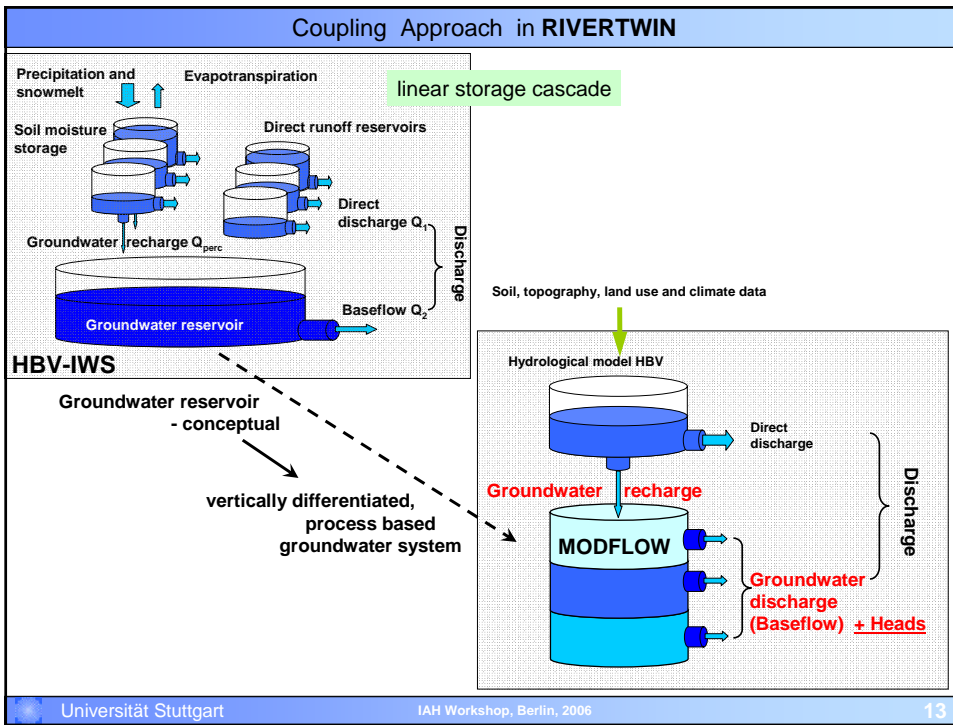 Coupling Approach in RIVERTWIN
Precipitation and
snowmelt
Evapotranspiration
linear storage cascade
Soil moisture
storage
Direct runoff reservoirs
Direct
discharge Q1
Groundwater recharge Qperc
Discharge
Baseflow Q2
Groundwater reservoir
HBV-IWS
Groundwater reservoir
- conceptual
vertically differentiated,
process based
groundwater system
Soil, topography, land use and climate data
Hydrological model HBV
Direct
discharge
Groundwater recharge
Discharge
MODFLOW
Groundwater
discharge
(Baseflow) + Heads
Universität Stuttgart
IAH Workshop, Berlin, 2006
13